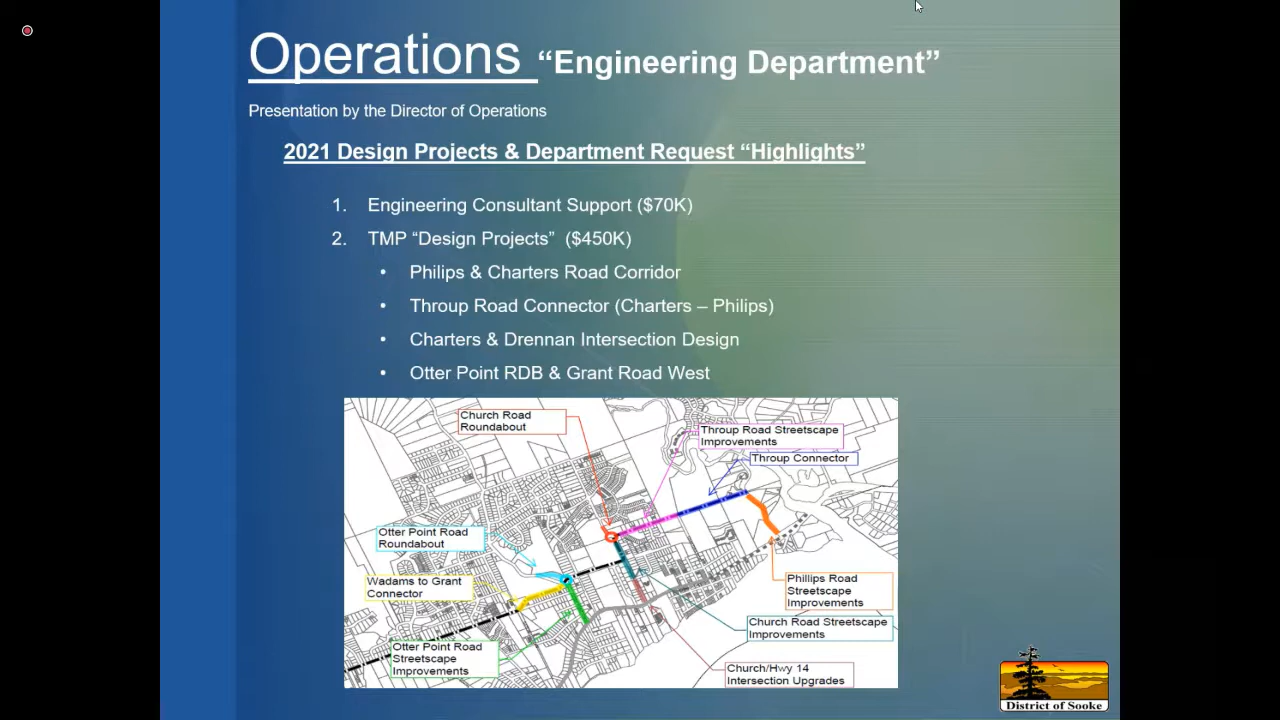 Operations “Engineering Department”
Presentation by the Director of Operations
2021 Design Projects & Department Request “Highlights”
1. Engineering Consultant Support ($70K)
2. TMP “Design Projects” ($450K)
• Philips & Charters Road Corridor
• Throup Road Connector (Charters – Philips)
• Charters & Drennan Intersection Design
• Otter Point RDB & Grant Road West
Church Road
Roundabout
Throup Road Streetscape
Improvements
Throup Connector
Otter Point Road
Roundabout
Wadams to Grant
Connector
Phillips Road
Streetscape
Improvements
Church Road Streetscape
Improvements
Otter Point Road
Streetscape
Improvements
Church/Hwy 14
Intersection Upgrades
District of Sooke